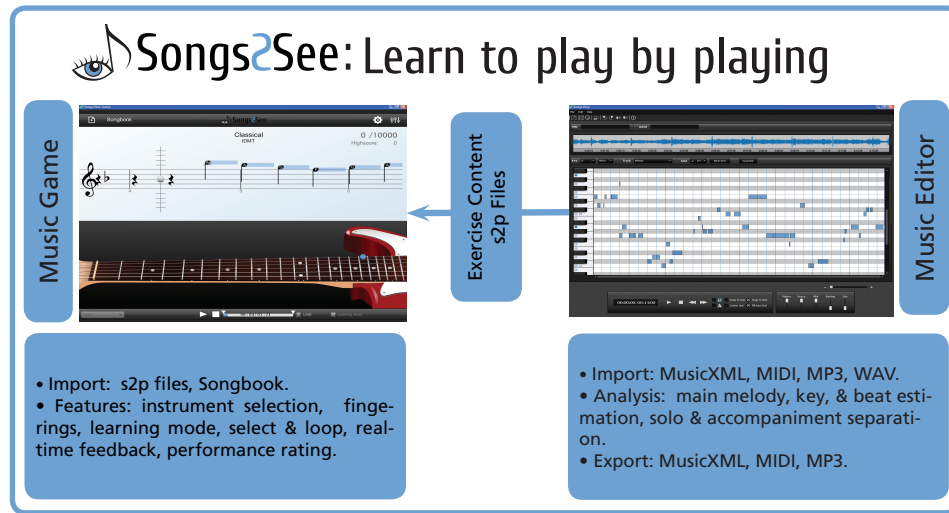 Songs2See: Learn to play by playing
Music Game
Songbook
Songs2See
Classical
IDMT
0 /10000
Highscore: 0
Loop
Exercise Content
s2p Files
Music Editor
• Import: s2p files, Songbook.
• Features: instrument selection, finge-
rings, learning mode, select & loop, real-
time feedback, performance rating.
• Import: MusicXML, MIDI, MP3, WAV.
• Analysis: main melody, key, & beat esti-
mation, solo & accompaniment separati-
on.
• Export: MusicXML, MIDI, MP3.